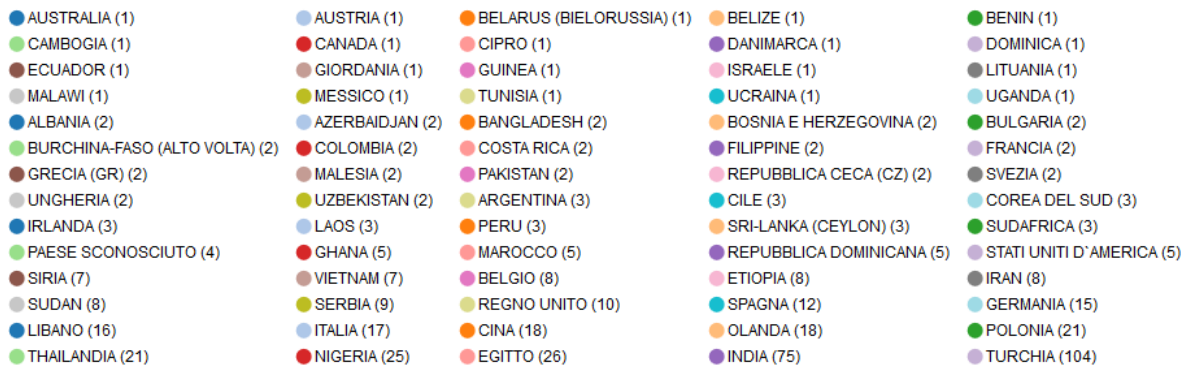 AUSTRALIA (1) AUSTRIA (1) BELARUS (BIELORUSSIA) (1) BELIZE (1) BENIN (1)
CAMBOGIA (1) CANADA (1) CIPRO (1) DANIMARCA (1) DOMINICA (1)
ECUADOR (1) GIORDANIA (1) GUINEA (1) ISRAELE (1) LITUANIA (1)
MALAWI (1) MESSICO (1) TUNISIA (1) UCRAINA (1) UGANDA (1)
ALBANIA (2) AZERBAIDJAN (2) BANGLADESH (2) BOSNIA E HERZEGOVINA (2) BULGARIA (2)
BURCHINA-FASO (ALTO VOLTA) (2) COLOMBIA (2) COSTA RICA (2) FILIPPINE (2) FRANCIA (2)
GRECIA (GR) (2) MALESIA (2) PAKISTAN (2) REPUBBLICA CECA (CZ) (2) SVEZIA (2)
UNGHERIA (2) UZBEKISTAN (2) ARGENTINA (3) CILE (3) COREA DEL SUD (3)
IRLANDA (3) LAOS (3) PERU (3) SRI-LANKA (CEYLON) (3) SUDAFRICA (3)
PAESE SCONOSCIUTO (4) GHANA (5) MAROCCO (5) REPUBBLICA DOMINICANA (5) STATI UNITI D`AMERICA (5)
SIRIA (7) VIETNAM (7) BELGIO (8) ETIOPIA (8) IRAN (8)
SUDAN (8) SERBIA (9) REGNO UNITO (10) SPAGNA (12) GERMANIA (15)
LIBANO (16) ITALIA (17) CINA (18) OLANDA (18) POLONIA (21)
THAILANDIA (21) NIGERIA (25) EGITTO (26) INDIA (75) TURCHIA (104)